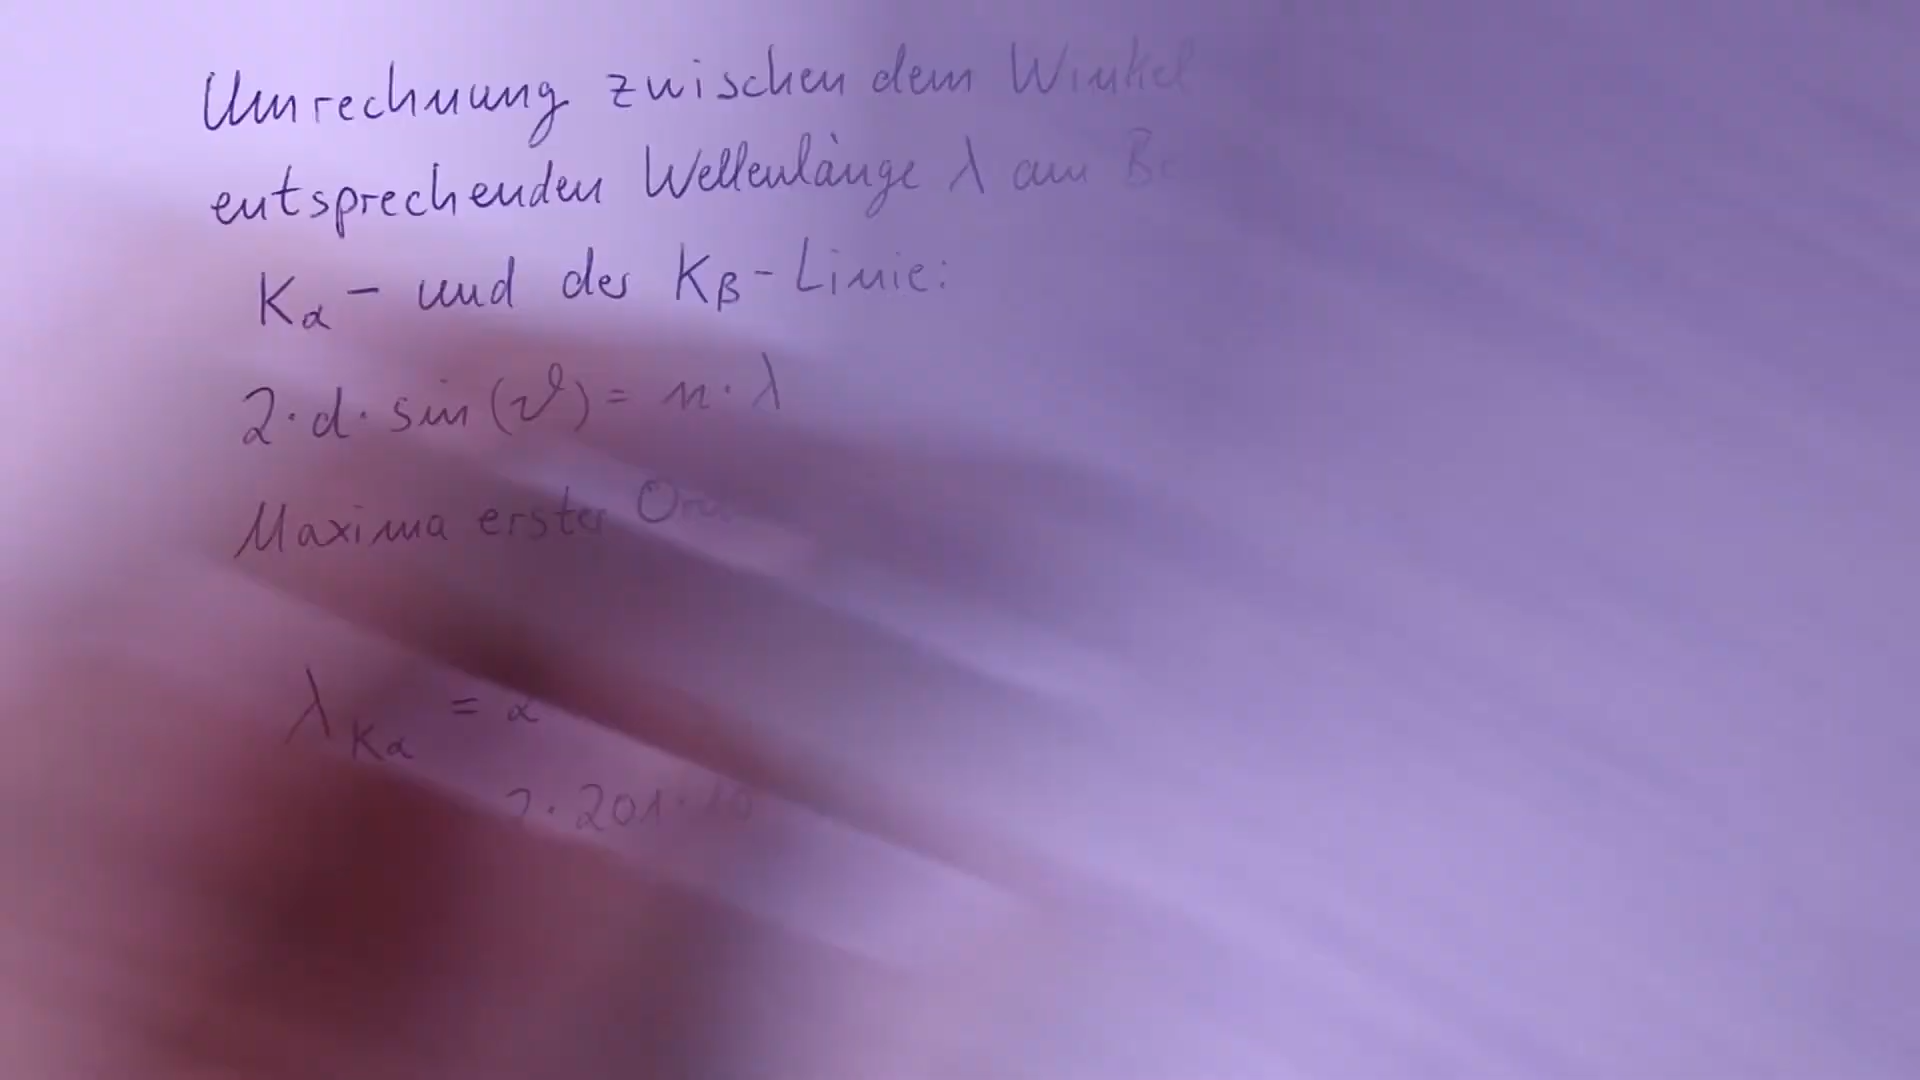 Umrechnung zwischen dem Winkel
entsprechenden Wellenlänge λ am
Kα - und der Kβ - Linie:
2·d·sin(ϑ) = n·λ
Maxima erster
λKα =
2·201·10